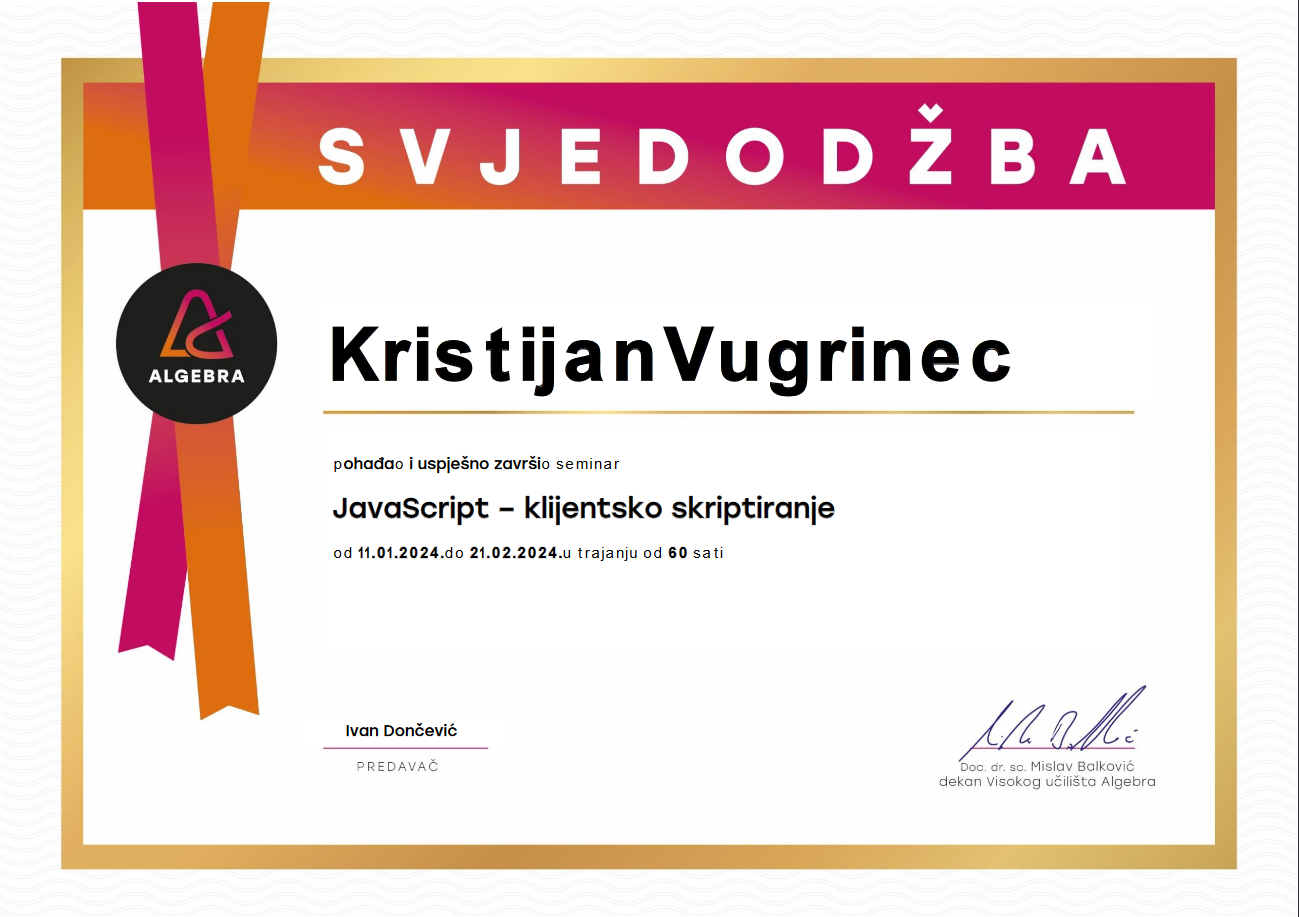 SVJEDODŽBA
ALGEBRA
Kristijan Vugrinec
pohađao i uspješno završio seminar
JavaScript – klijentsko skriptiranje
od 11.01.2024.do 21.02.2024.u trajanju od 60 sati
Ivan Dončević
PREDAVAČ
Doc. dr. sc. Mislav Balković
dekan Visokog učilišta Algebra